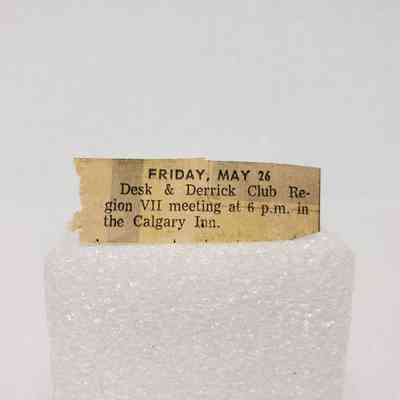 FRIDAY, MAY 26
Desk & Derrick Club Re-
gion VII meeting at 6 p.m. in
the Calgary Inn.